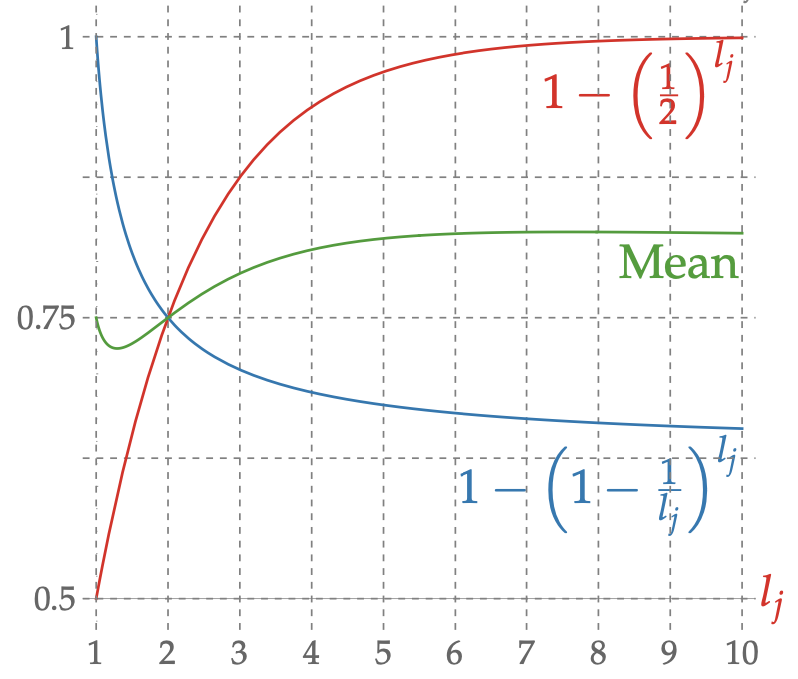 1
1 − (1/2)^{l_j}
Mean
0.75
1 − (1 − 1/l_j)^{l_j}
0.5
l_j
1 2 3 4 5 6 7 8 9 10